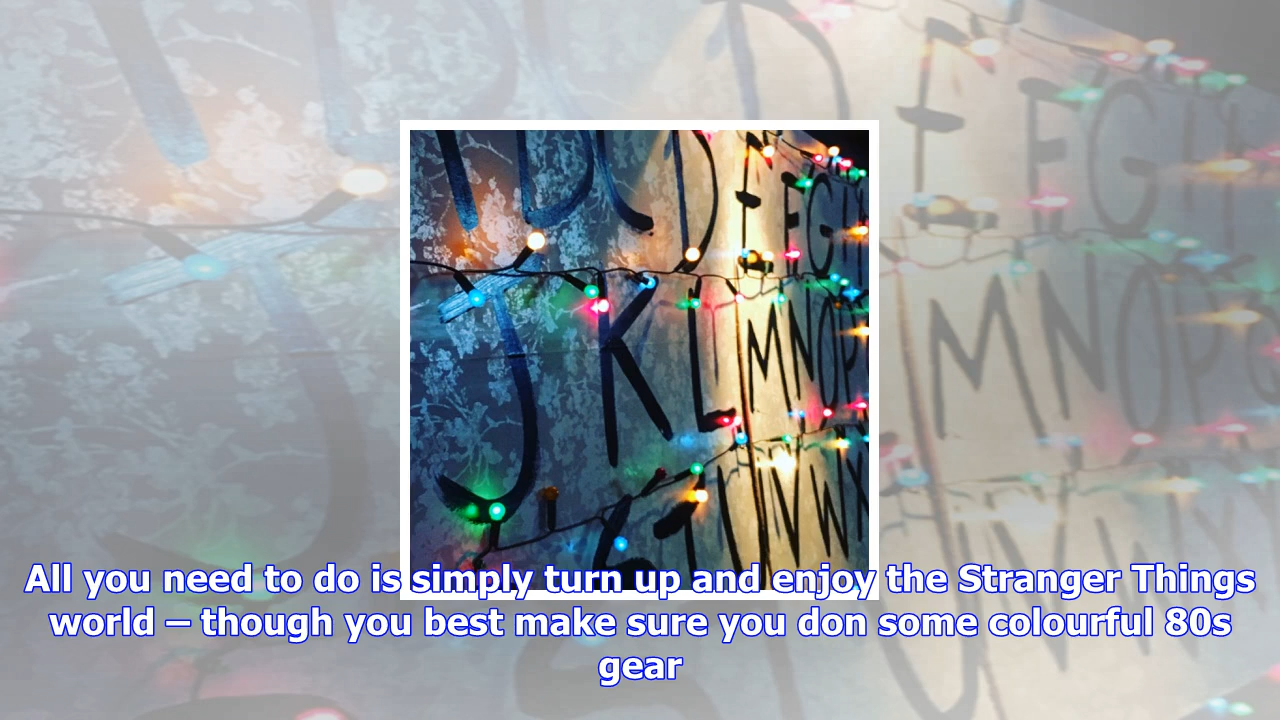 A B C D E F G H
J K L M N O P
S T U V W X
All you need to do is simply turn up and enjoy the Stranger Things
world – though you best make sure you don some colourful 80s
gear